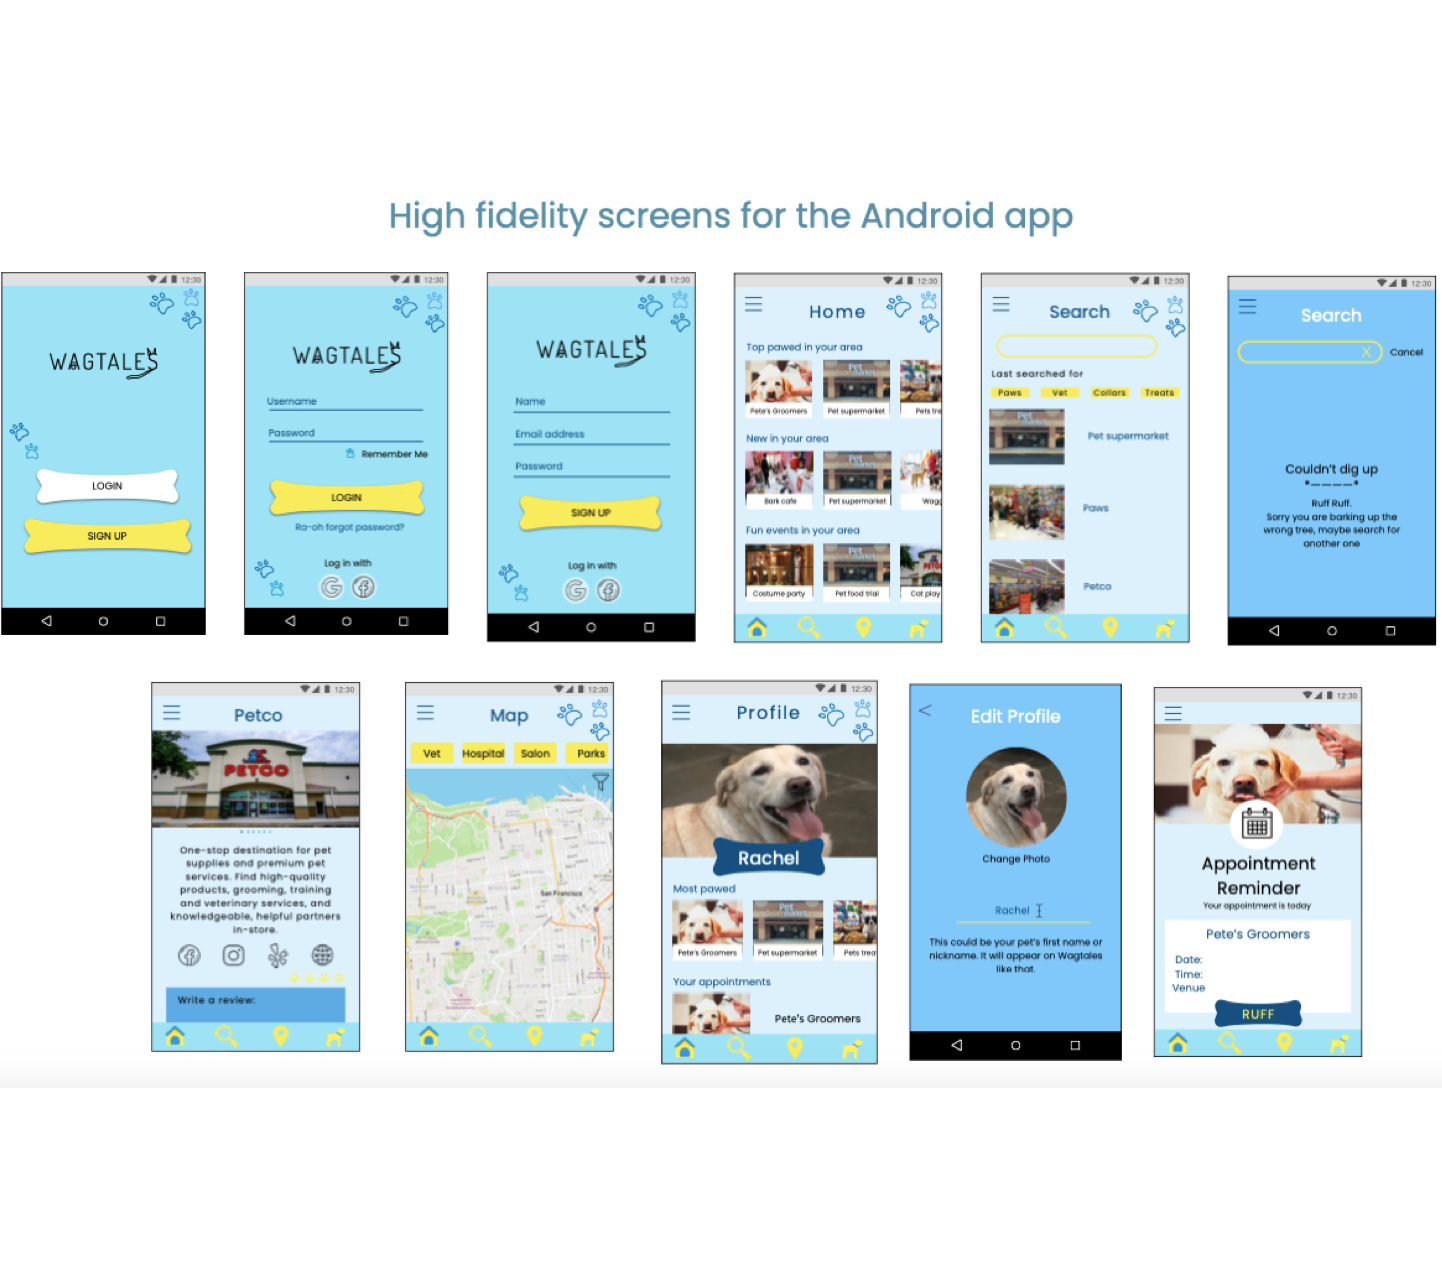 High fidelity screens for the Android app
12:30
WAGTALES
LOGIN
SIGN UP
12:30
WAGTALES
Username
Password
Remember Me
LOGIN
Ra-oh forgot password?
Log in with
12:30
WAGTALES
Name
Email address
Password
SIGN UP
Log in with
12:30
Home
Top pawed in your area
Pete's Groomers
Pet supermarket
Pets tre
New in your area
Bark cafe
Pet supermarket
Wagg
Fun events in your area
Costume party
Pet food trial
Cat play
12:30
Search
Last searched for
Paws Vet Collars Treats
Pet supermarket
Paws
Petco
12:30
Search
X Cancel
Couldn't dig up
*————*
Ruff Ruff.
Sorry you are barking up the
wrong tree, maybe search for
another one
12:30
Petco
PETCO
One-stop destination for pet
supplies and premium pet
services. Find high-quality
products, grooming, training
and veterinary services, and
knowledgeable, helpful partners
in-store.
Write a review:
12:30
Map
Vet Hospital Salon Parks
San Francisco
12:30
Profile
Rachel
Most pawed
Pete's Groomers
Pet supermarket
Pets trea
Your appointments
Pete's Groomers
< Edit Profile
Change Photo
Rachel
This could be your pet's first name or
nickname. It will appear on Wagtales
like that.
12:30
Appointment
Reminder
Your appointment is today
Pete's Groomers
Date:
Time:
Venue
RUFF